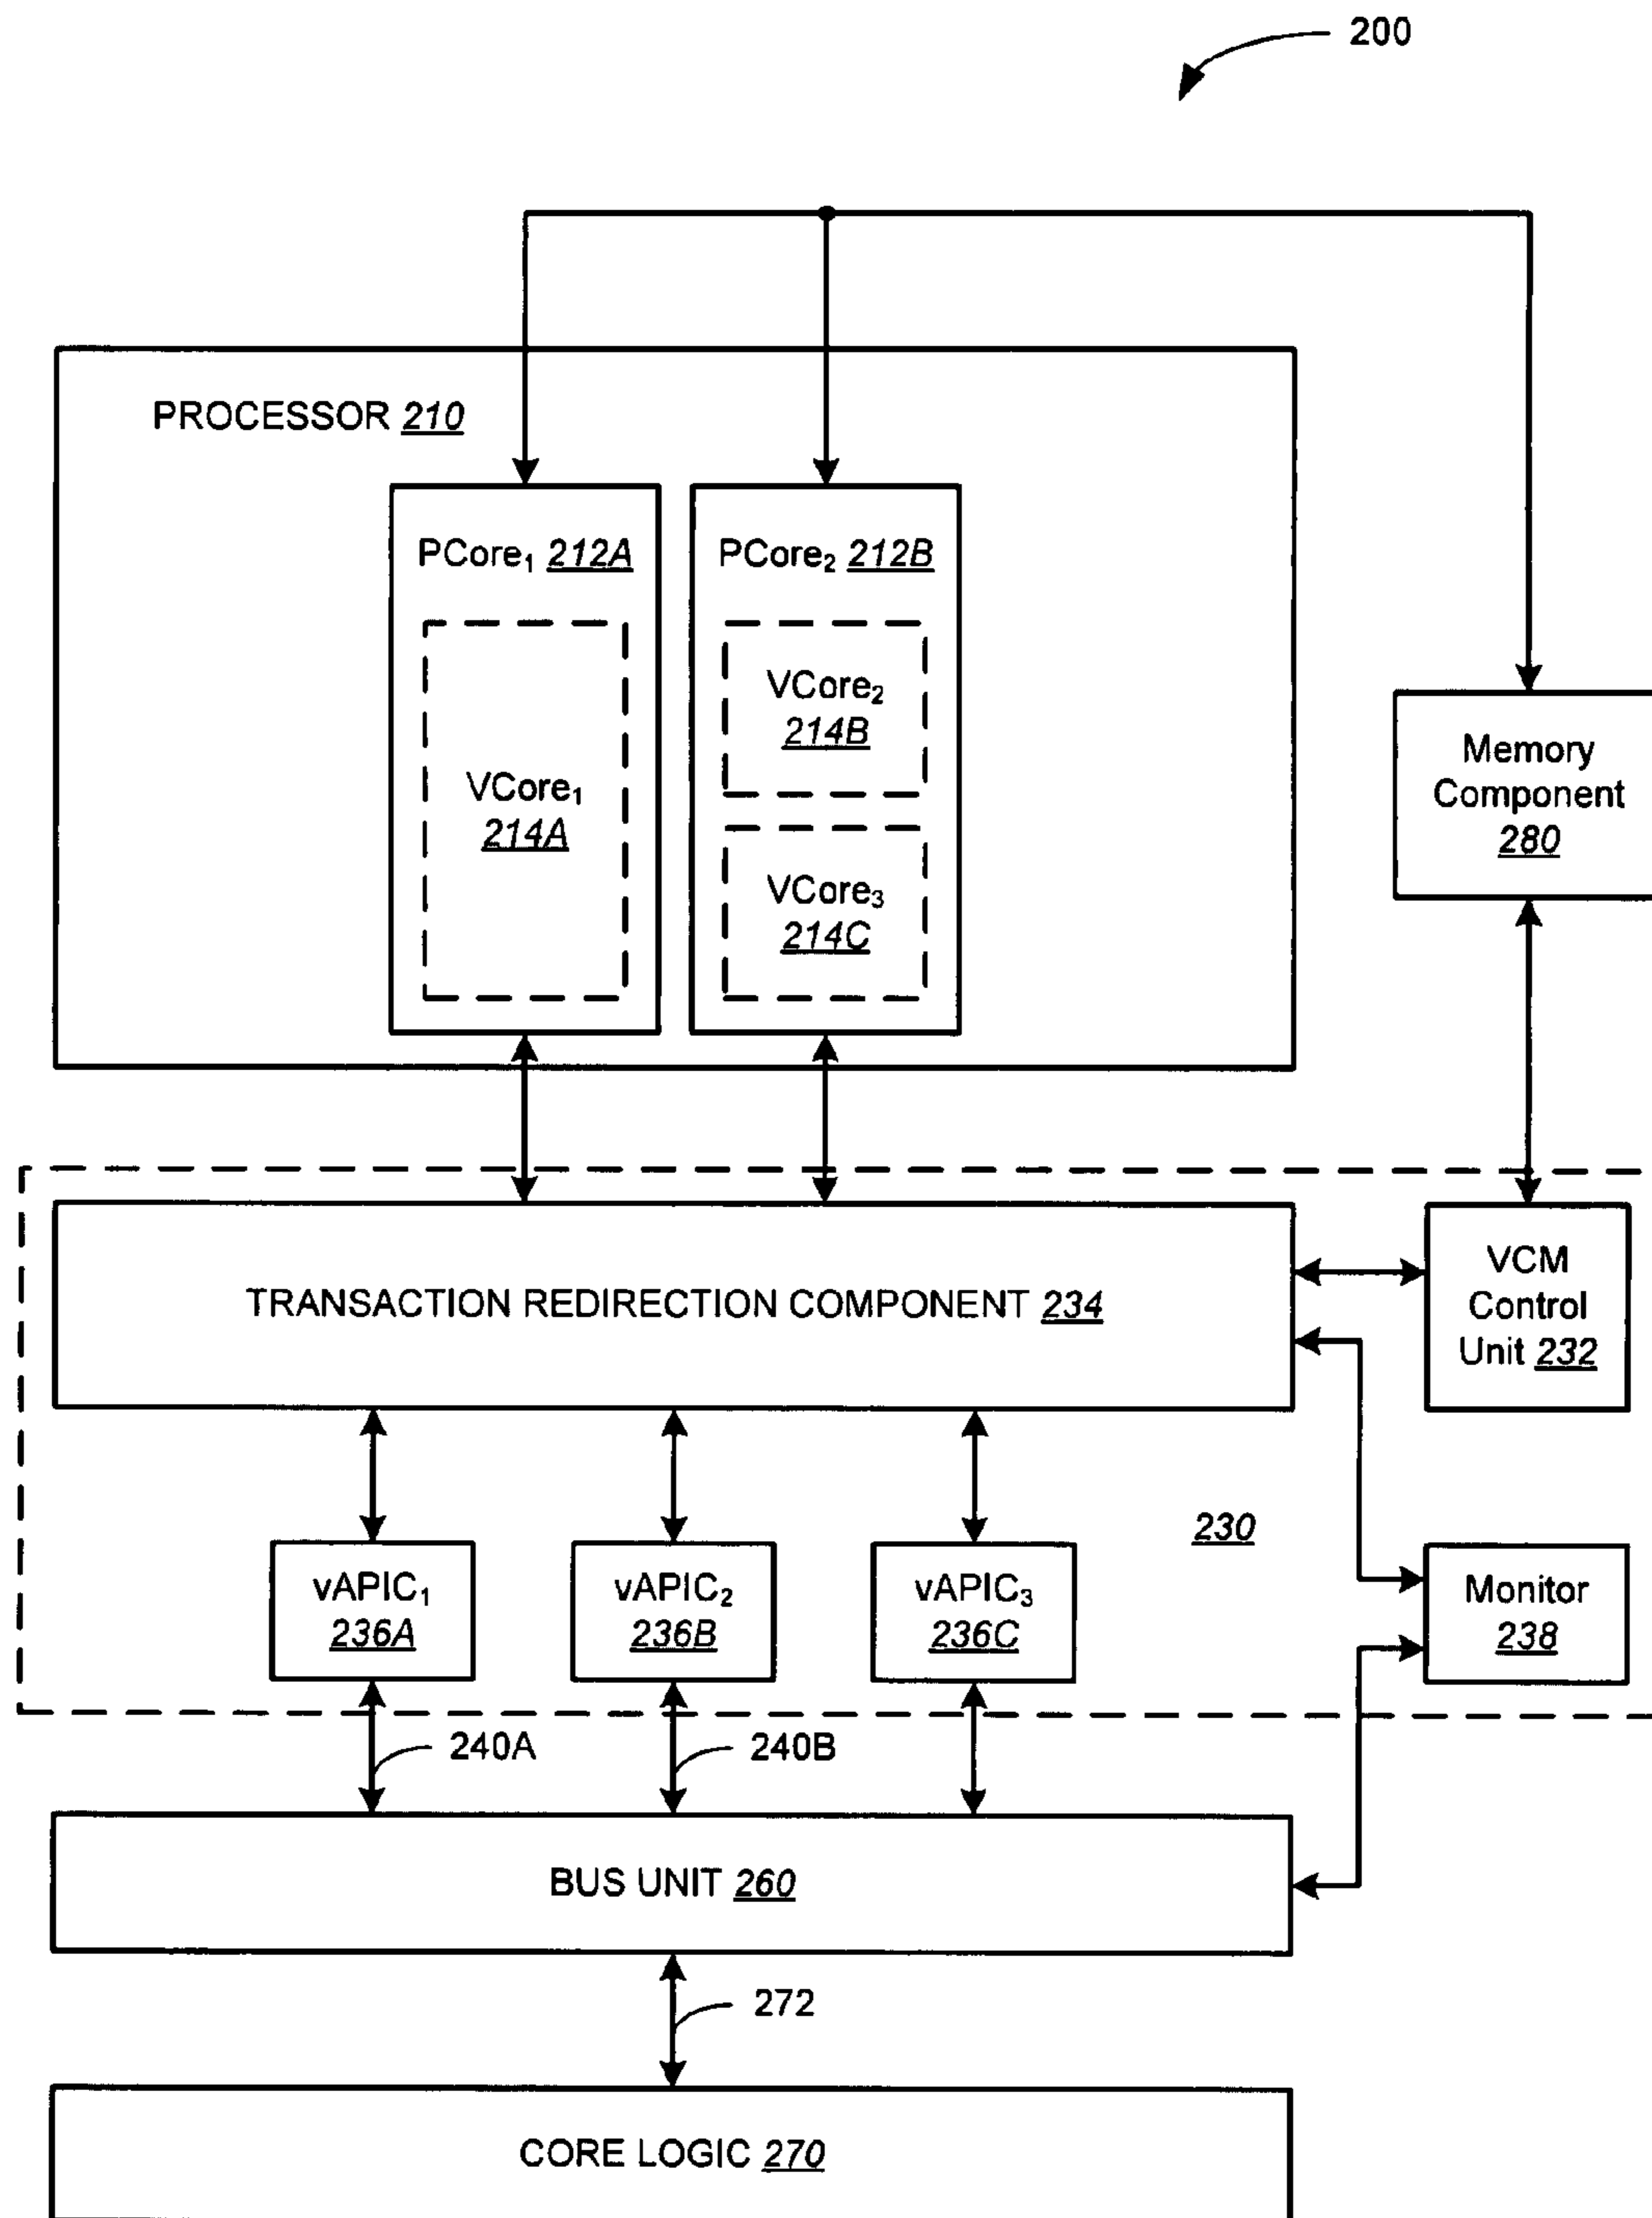 200
PROCESSOR 210
PCore₁ 212A
PCore₂ 212B
VCore₁
214A
VCore₂
214B
VCore₃
214C
Memory
Component
280
TRANSACTION REDIRECTION COMPONENT 234
VCM
Control
Unit 232
230
vAPIC₁
236A
vAPIC₂
236B
vAPIC₃
236C
Monitor
238
240A
240B
BUS UNIT 260
272
CORE LOGIC 270